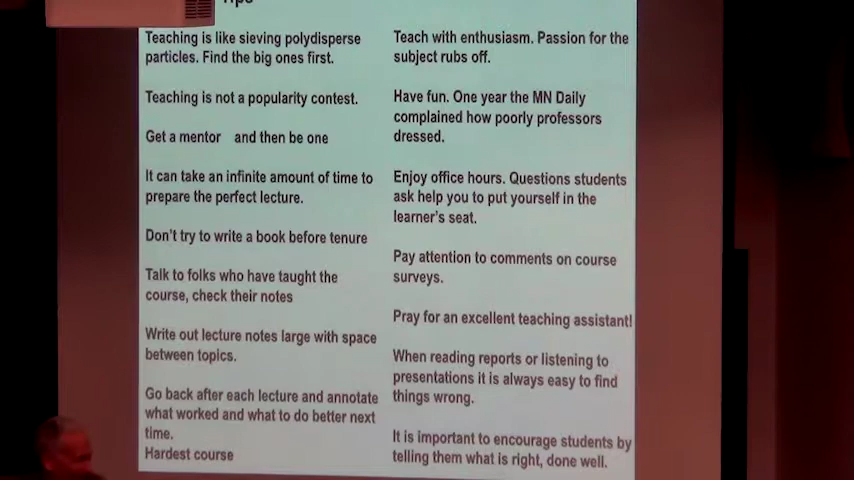 Tips
Teaching is like sieving polydisperse
particles. Find the big ones first.
Teaching is not a popularity contest.
Get a mentor and then be one
It can take an infinite amount of time to
prepare the perfect lecture.
Don't try to write a book before tenure
Talk to folks who have taught the
course, check their notes
Write out lecture notes large with space
between topics.
Go back after each lecture and annotate
what worked and what to do better next
time.
Hardest course
Teach with enthusiasm. Passion for the
subject rubs off.
Have fun. One year the MN Daily
complained how poorly professors
dressed.
Enjoy office hours. Questions students
ask help you to put yourself in the
learner's seat.
Pay attention to comments on course
surveys.
Pray for an excellent teaching assistant!
When reading reports or listening to
presentations it is always easy to find
things wrong.
It is important to encourage students by
telling them what is right, done well.